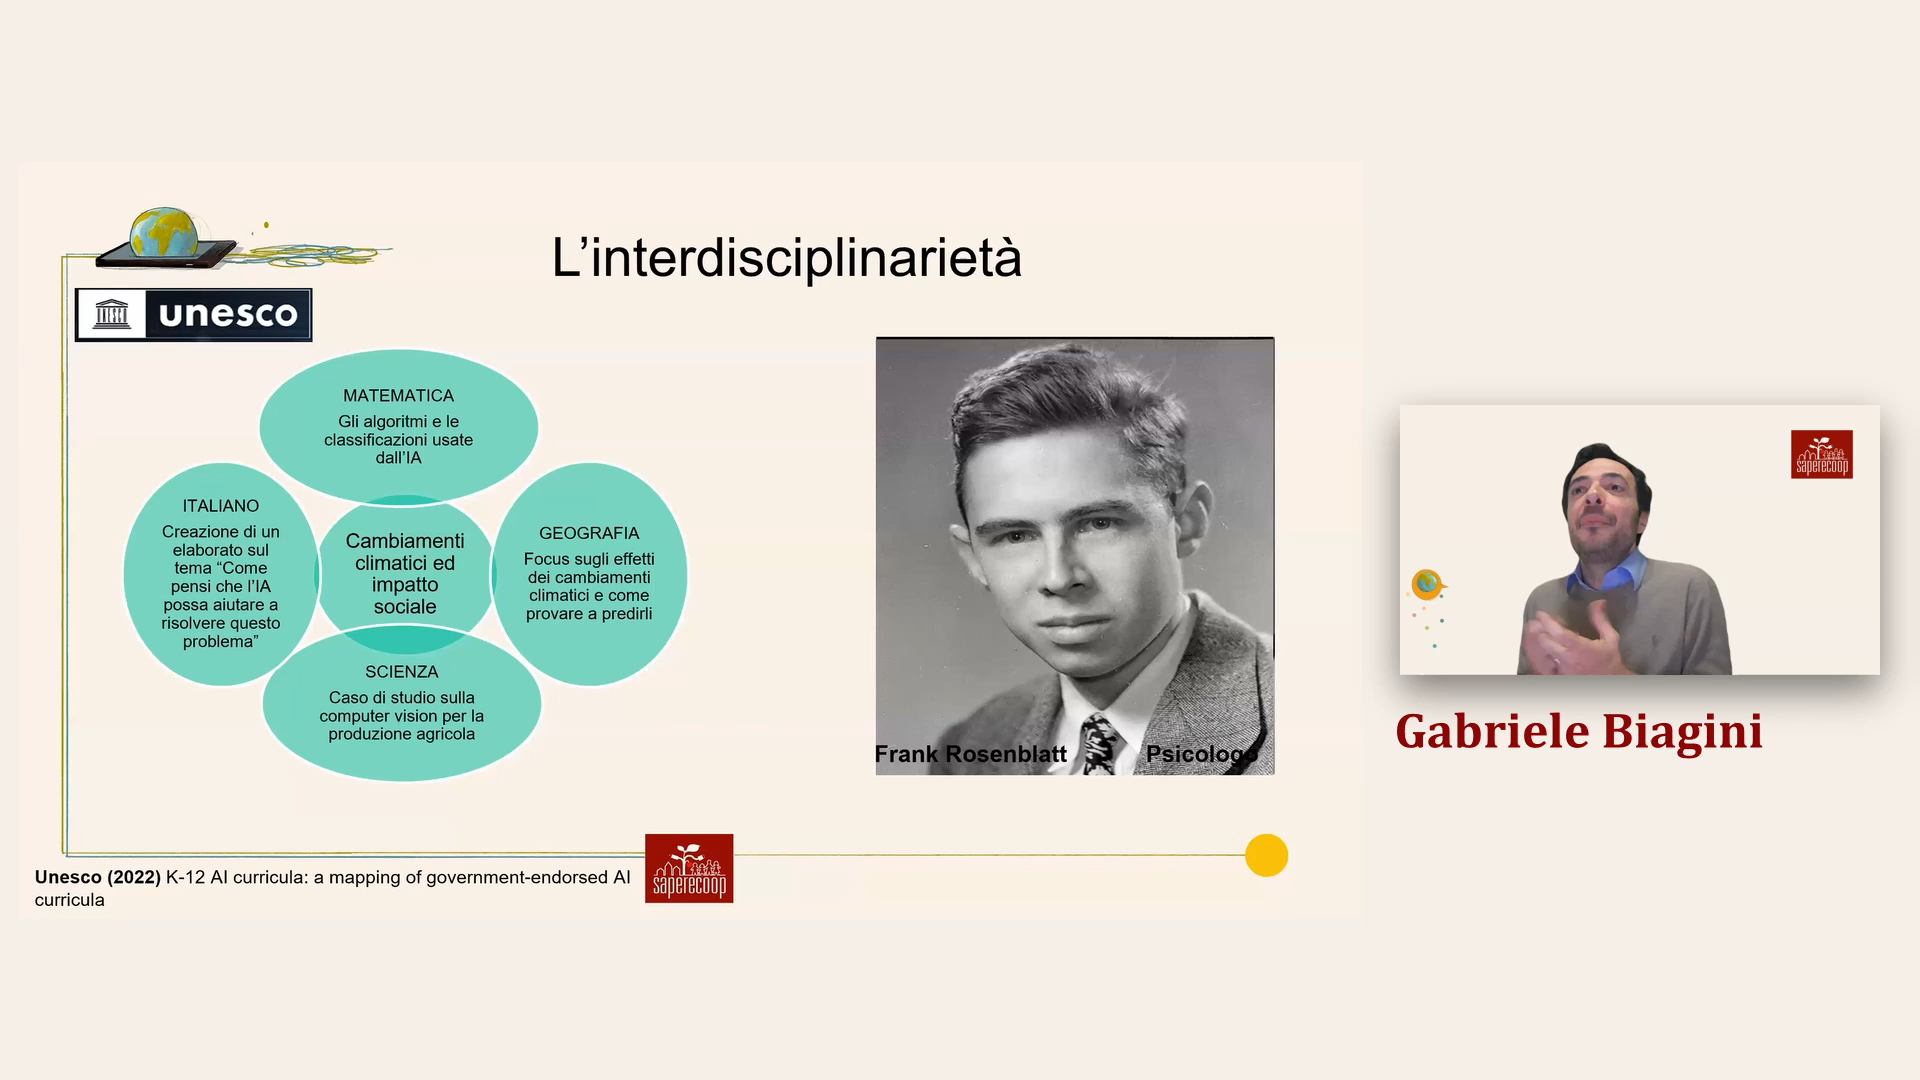 L’interdisciplinarietà
UNESCO
unesco
MATEMATICA
Gli algoritmi e le
classificazioni usate
dall’IA
ITALIANO
Creazione di un
elaborato sul
tema “Come
pensi che l’IA
possa aiutare a
risolvere questo
problema”
Cambiamenti
climatici ed
impatto
sociale
GEOGRAFIA
Focus sugli effetti
dei cambiamenti
climatici e come
provare a predirli
SCIENZA
Caso di studio sulla
computer vision per la
produzione agricola
Frank Rosenblatt
Psicologo
saperecoop
Unesco (2022) K-12 AI curricula: a mapping of government-endorsed AI
curricula
saperecoop
Gabriele Biagini